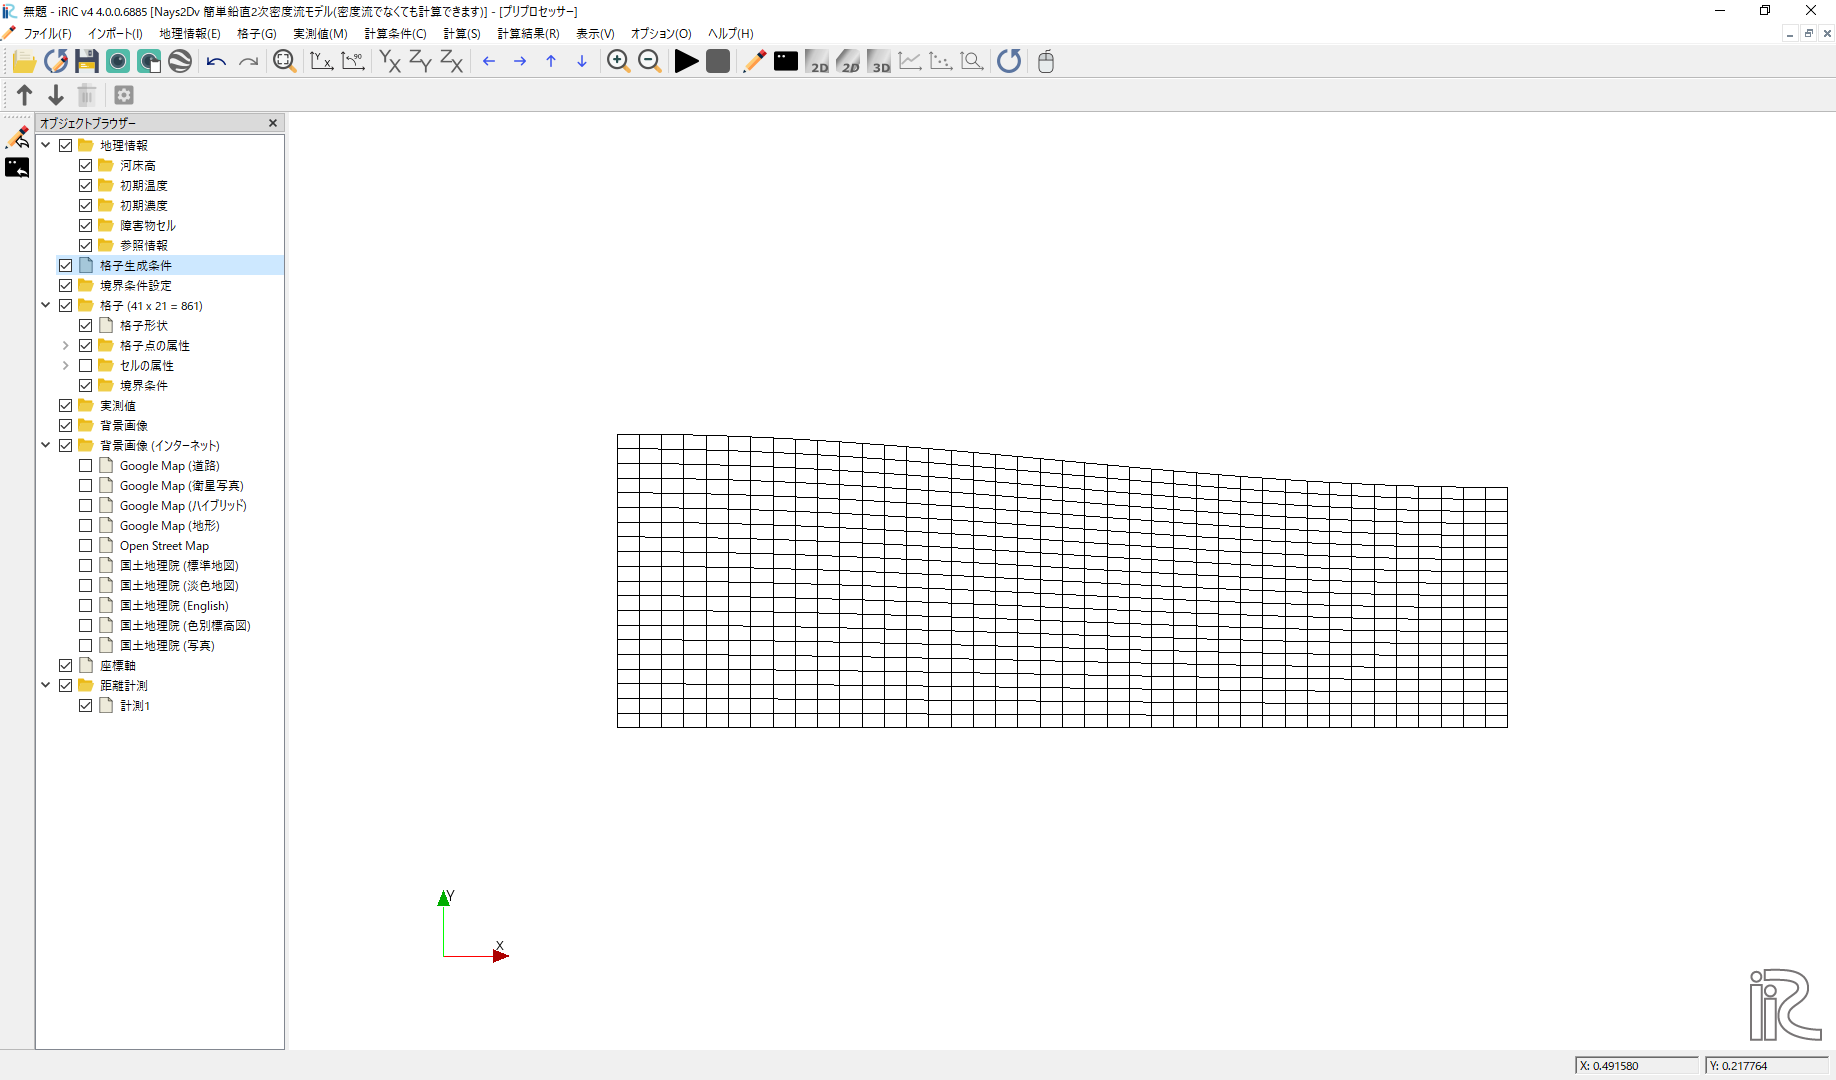 無題 - iRIC v4 4.0.0.6885 [Nays2Dv 簡単鉛直2次密度流モデル(密度流でなくても計算できます)] - [プリプロセッサー]
ファイル(F) インポート(I) 地理情報(E) 格子(G) 実測値(M) 計算条件(C) 計算(S) 計算結果(R) 表示(V) オプション(O) ヘルプ(H)
オブジェクトブラウザー
地理情報
河床高
初期温度
初期濃度
障害物セル
参照情報
格子生成条件
境界条件設定
格子 (41 x 21 = 861)
格子形状
格子点の属性
セルの属性
境界条件
実測値
背景画像
背景画像 (インターネット)
Google Map (道路)
Google Map (衛星写真)
Google Map (ハイブリッド)
Google Map (地形)
Open Street Map
国土地理院 (標準地図)
国土地理院 (淡色地図)
国土地理院 (English)
国土地理院 (色別標高図)
国土地理院 (写真)
座標軸
距離計測
計測1
Y
X
iRIC
X: 0.491580
Y: 0.217764